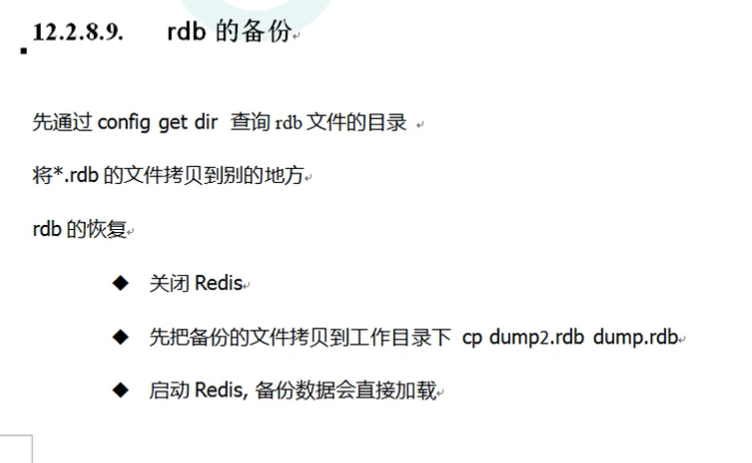 12.2.8.9. rdb 的备份
先通过 config get dir 查询 rdb 文件的目录
将*.rdb 的文件拷贝到别的地方
rdb 的恢复
◆ 关闭 Redis
◆ 先把备份的文件拷贝到工作目录下 cp dump2.rdb dump.rdb
◆ 启动 Redis, 备份数据会直接加载